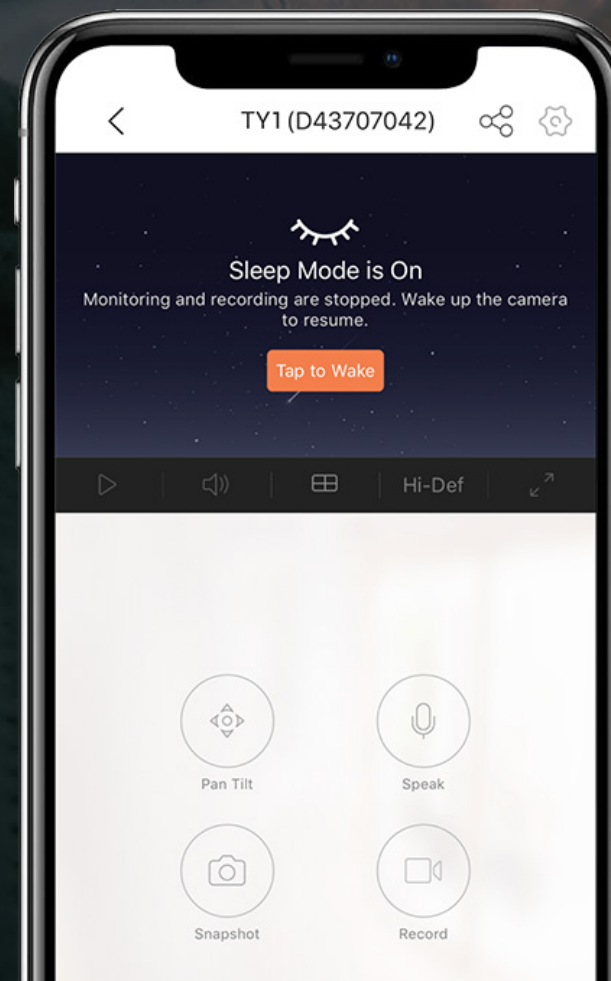 TY1(D43707042)
Sleep Mode is On
Monitoring and recording are stopped. Wake up the camera
to resume.
Tap to Wake
Hi-Def
Pan Tilt
Speak
Snapshot
Record